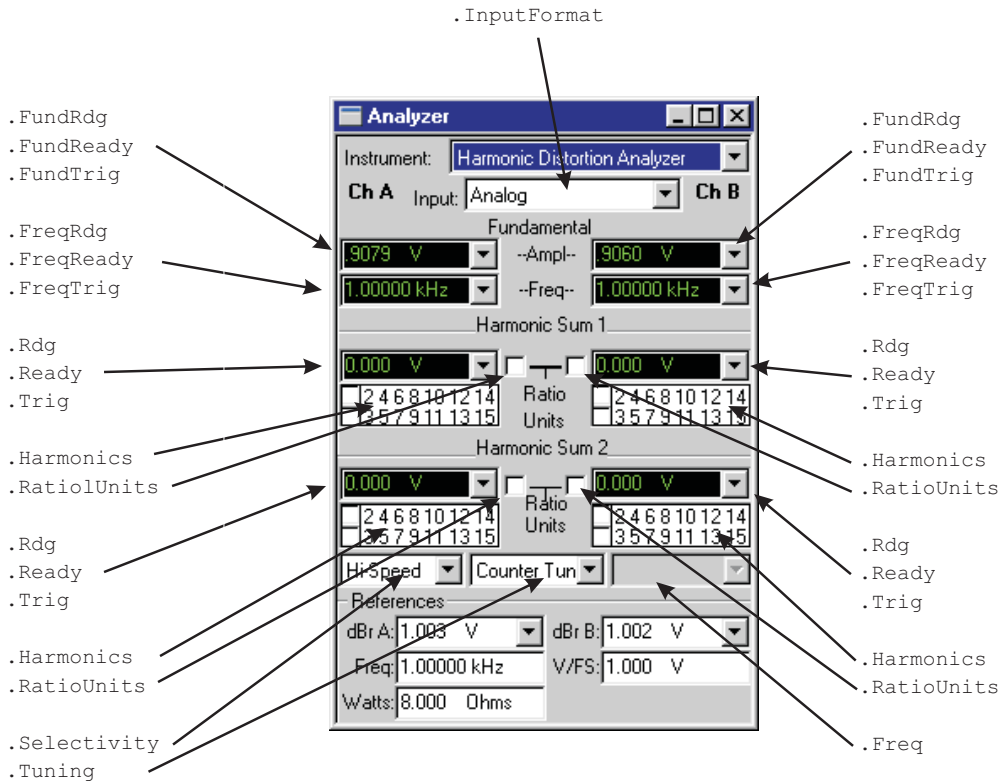 .InputFormat
.FundRdg
.FundReady
.FundTrig
.FreqRdg
.FreqReady
.FreqTrig
.Rdg
.Ready
.Trig
.Harmonics
.RatiolUnits
.Rdg
.Ready
.Trig
.Harmonics
.RatioUnits
.Selectivity
.Tuning
Analyzer
Instrument: Harmonic Distortion Analyzer
Ch A Input: Analog Ch B
Fundamental
.9079 V --Ampl-- .9060 V
1.00000 kHz --Freq-- 1.00000 kHz
Harmonic Sum 1
0.000 V 0.000 V
2 4 6 8 10 12 14 Ratio 2 4 6 8 10 12 14
3 5 7 9 11 13 15 Units 3 5 7 9 11 13 15
Harmonic Sum 2
0.000 V 0.000 V
Ratio
2 4 6 8 10 12 14 Units 2 4 6 8 10 12 14
3 5 7 9 11 13 15 3 5 7 9 11 13 15
Hi-Speed Counter Tun
References
dBr A: 1.003 V dBr B: 1.002 V
Freq: 1.00000 kHz V/FS: 1.000 V
Watts: 8.000 Ohms
.FundRdg
.FundReady
.FundTrig
.FreqRdg
.FreqReady
.FreqTrig
.Rdg
.Ready
.Trig
.Harmonics
.RatioUnits
.Rdg
.Ready
.Trig
.Harmonics
.RatioUnits
.Freq